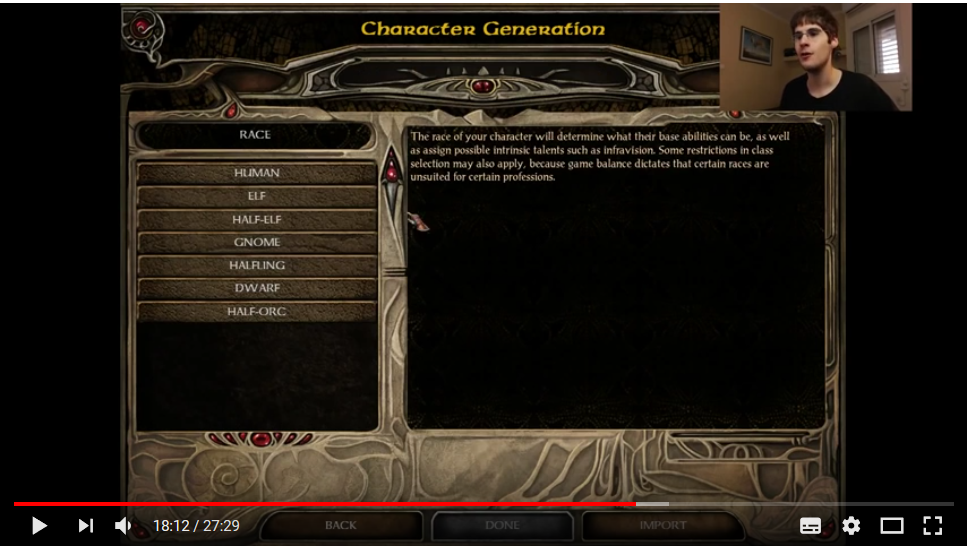 Character Generation
RACE
HUMAN
ELF
HALF-ELF
GNOME
HALFLING
DWARF
HALF-ORC
The race of your character will determine what their base abilities can be, as well
as assign possible intrinsic talents such as infravision. Some restrictions in class
selection may also apply, because game balance dictates that certain races are
unsuited for certain professions.
BACK
DONE
IMPORT
18:12 / 27:29